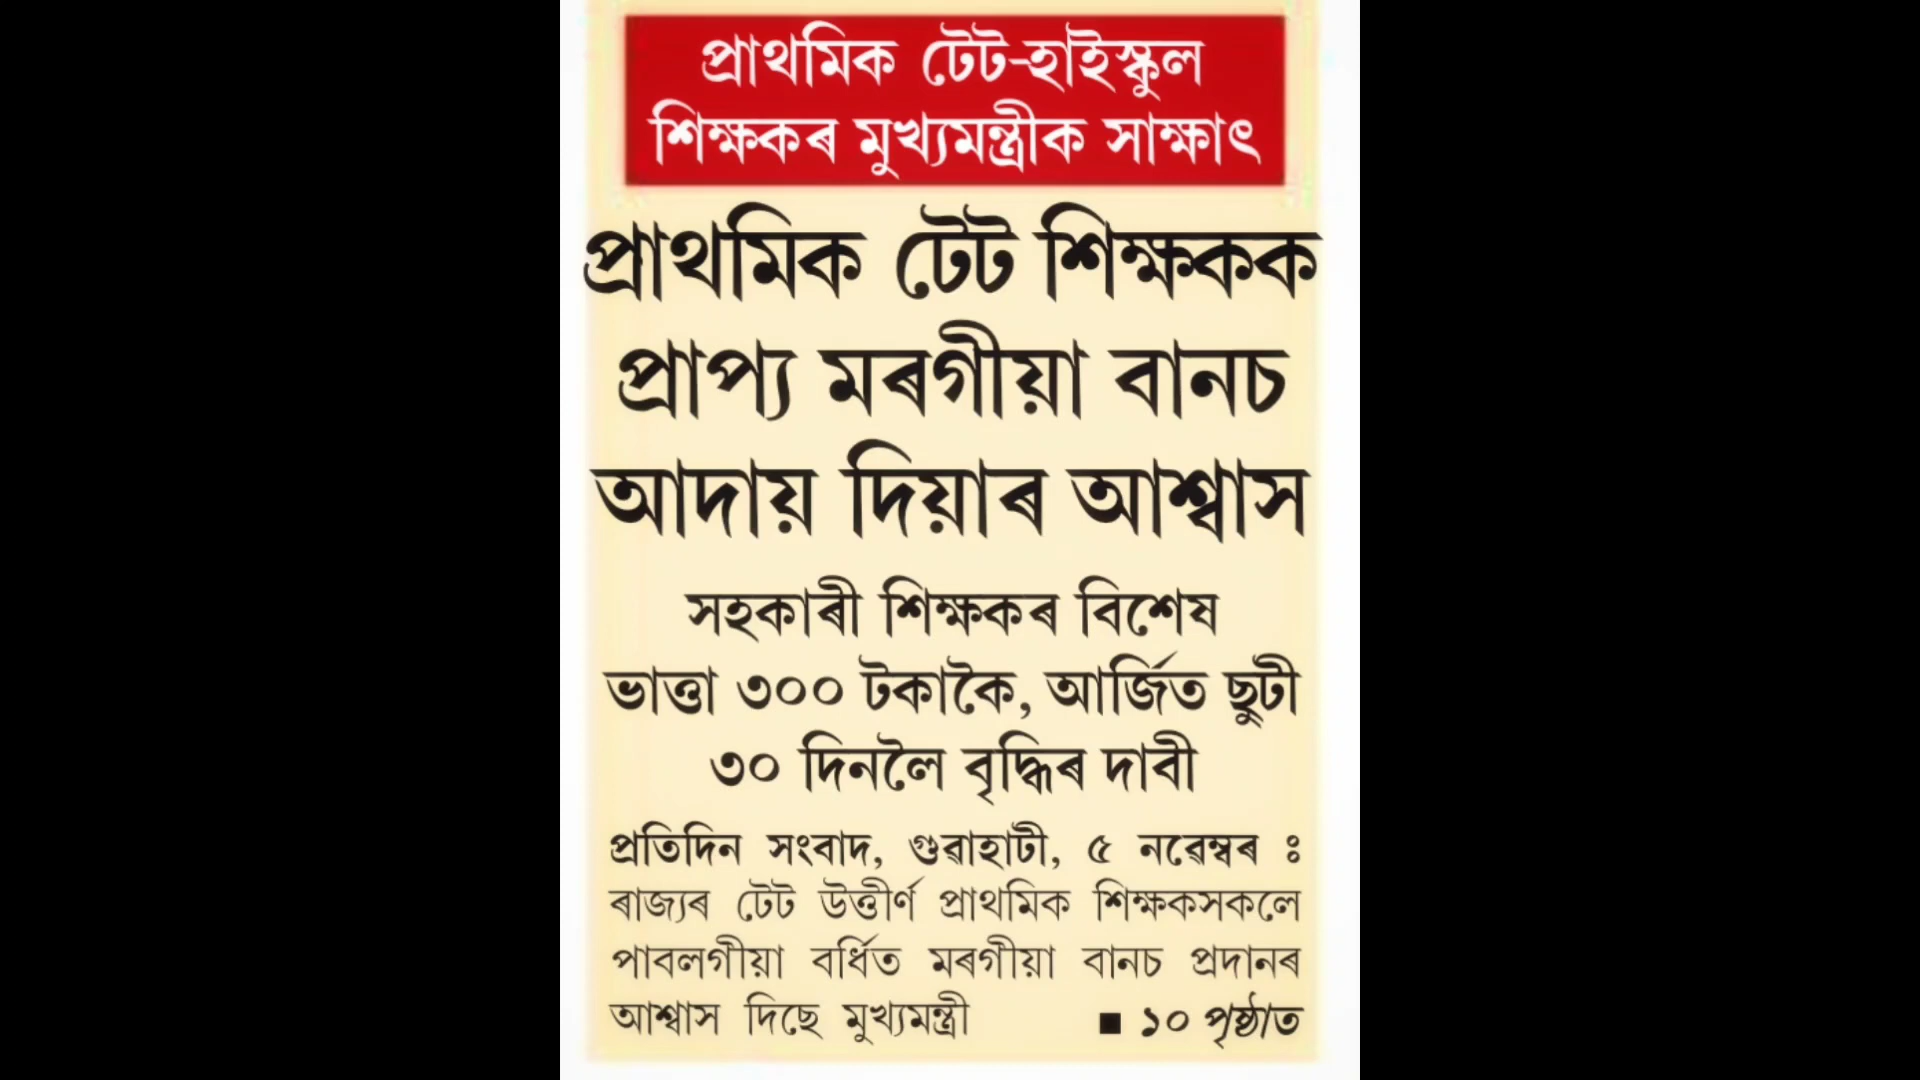 প্ৰাথমিক টেট-হাইস্কুল
শিক্ষকৰ মুখ্যমন্ত্ৰীক সাক্ষাৎ
প্ৰাথমিক টেট শিক্ষকক
প্ৰাপ্য মৰগীয়া বানচ
আদায় দিয়াৰ আশ্বাস
সহকাৰী শিক্ষকৰ বিশেষ
ভাত্তা ৩০০ টকাকৈ, আৰ্জিত ছুটী
৩০ দিনলৈ বৃদ্ধিৰ দাবী
প্ৰতিদিন সংবাদ, গুৱাহাটী, ৫ নৱেম্বৰ ঃ
ৰাজ্যৰ টেট উত্তীৰ্ণ প্ৰাথমিক শিক্ষকসকলে
পাবলগীয়া বৰ্ধিত মৰগীয়া বানচ প্ৰদানৰ
আশ্বাস দিছে মুখ্যমন্ত্ৰী ■ ১০ পৃষ্ঠাত